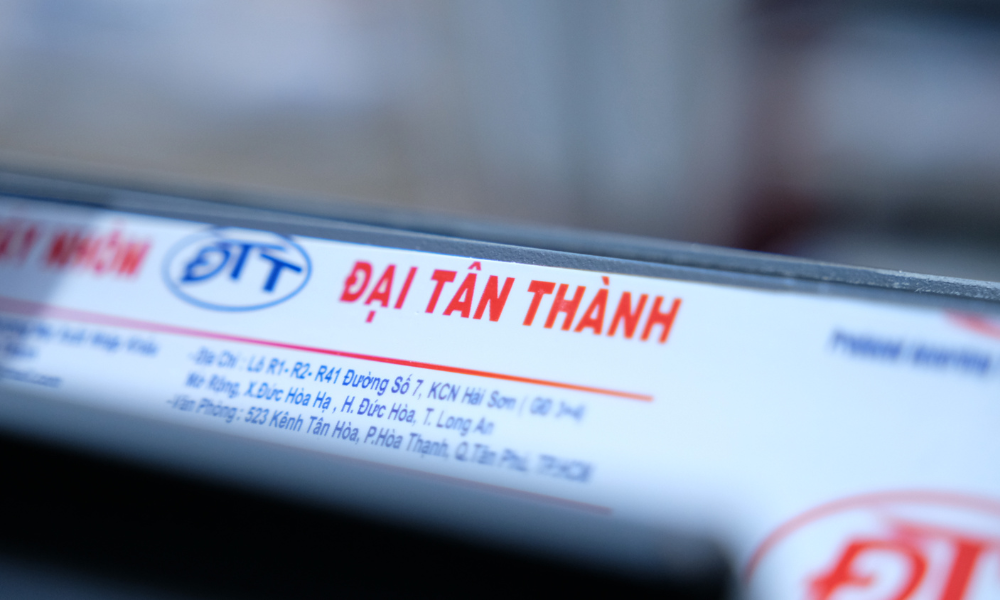 NHÔM ĐTT ĐẠI TÂN THÀNH
-Địa Chỉ : Lô R1- R2- R41 Đường Số 7, KCN Hải Sơn ( GĐ 3+4)
Mở Rộng, X.Đức Hòa Hạ , H. Đức Hòa, T. Long An
-Văn Phòng : 523 Kênh Tân Hòa, P.Hòa Thạnh, Q.Tân Phú, TP.HCM
ĐT